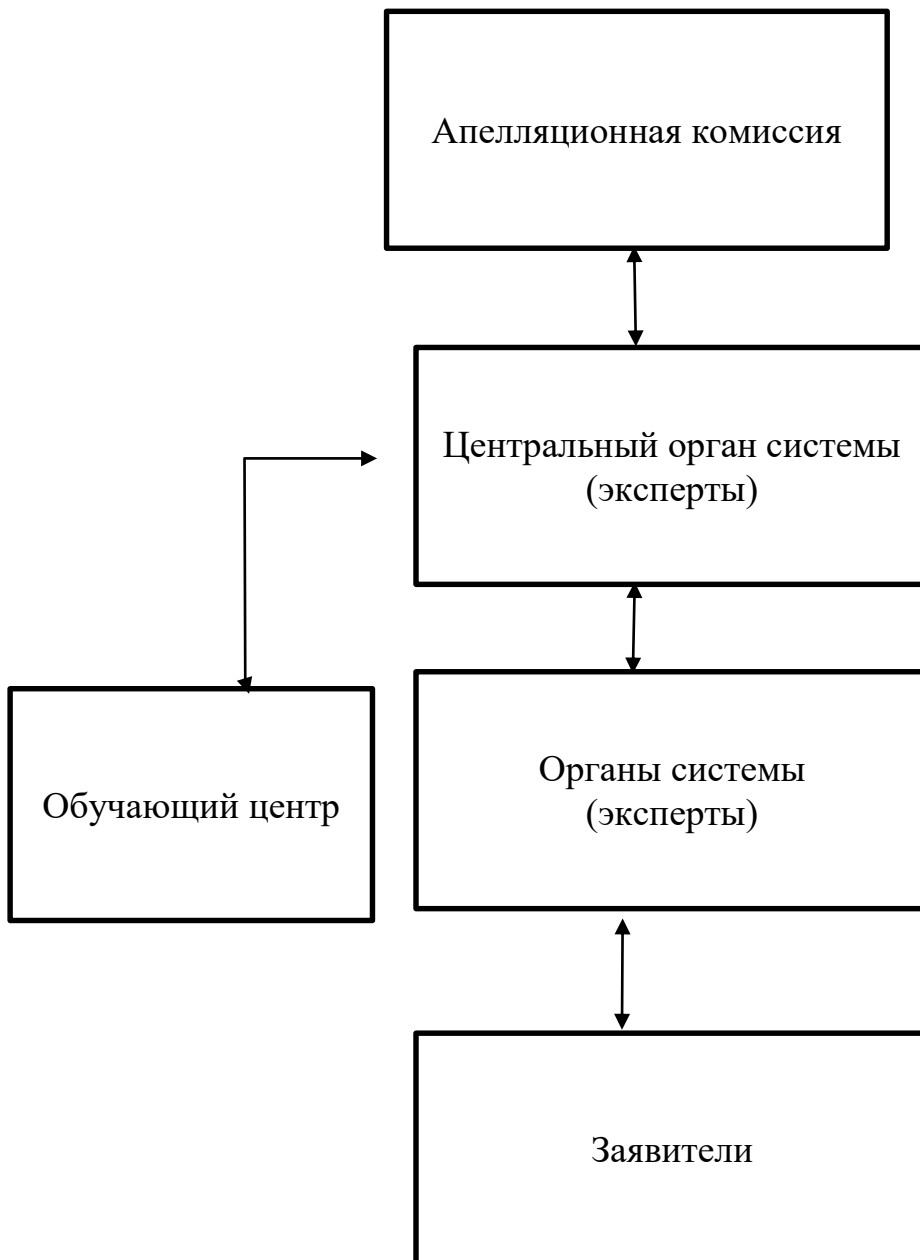 Апелляционная комиссия
Центральный орган системы
(эксперты)
Обучающий центр
Органы системы
(эксперты)
Заявители